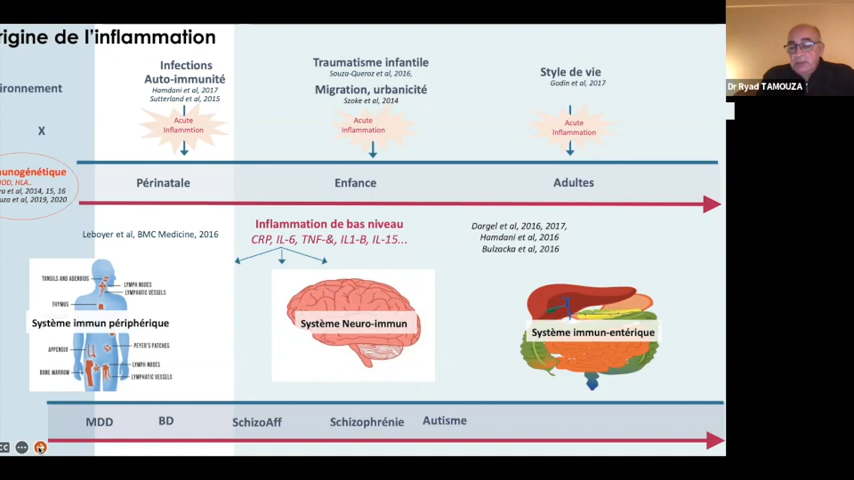 rigine de l'inflammation
Infections
Auto-immunité
Hamdani et al, 2017
Sutterland et al, 2015
Traumatisme infantile
Souza-Queroz et al, 2016,
Migration, urbanicité
Szoke et al, 2014
Style de vie
Godin et al, 2017
ironnement
X
Acute
Inflammtion
Acute
Inflammation
Acute
Inflammation
unogénétique
OD, HLA..
ra et al, 2014, 15, 16
uza et al, 2019, 2020
Périnatale
Enfance
Adultes
Leboyer et al, BMC Medicine, 2016
Inflammation de bas niveau
CRP, IL-6, TNF-&, IL1-B, IL-15...
Dargel et al, 2016, 2017,
Hamdani et al, 2016
Bulzacka et al, 2016
TONSILS AND ADENOIDS
LYMPH NODES
LYMPHATIC VESSELS
THYMUS
Système immun périphérique
APPENDIX
PEYER'S PATCHES
BONE MARROW
LYMPH NODES
LYMPHATIC VESSELS
Système Neuro-immun
Système immun-entérique
MDD
BD
SchizoAff
Schizophrénie
Autisme
CC
Dr Ryad TAMOUZA